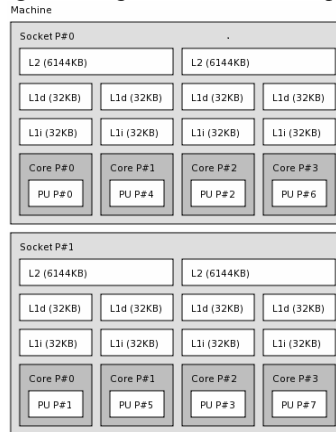 Machine
Socket P#0
L2 (6144KB) L2 (6144KB)
L1d (32KB) L1d (32KB) L1d (32KB) L1d (32KB)
L1i (32KB) L1i (32KB) L1i (32KB) L1i (32KB)
Core P#0 Core P#1 Core P#2 Core P#3
PU P#0 PU P#4 PU P#2 PU P#6
Socket P#1
L2 (6144KB) L2 (6144KB)
L1d (32KB) L1d (32KB) L1d (32KB) L1d (32KB)
L1i (32KB) L1i (32KB) L1i (32KB) L1i (32KB)
Core P#0 Core P#1 Core P#2 Core P#3
PU P#1 PU P#5 PU P#3 PU P#7